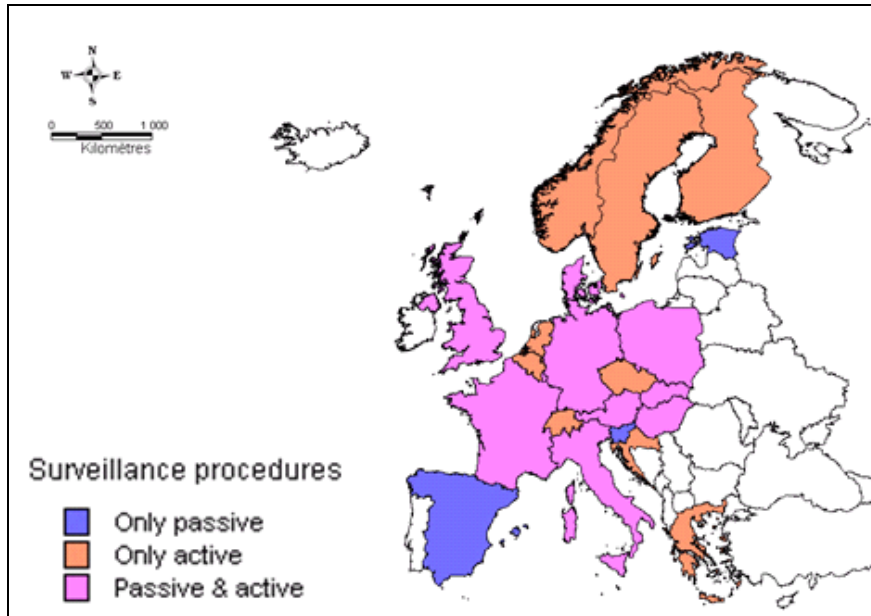 N
W E
S
0 500 1 000
Kilomètres
Surveillance procedures
Only passive
Only active
Passive & active